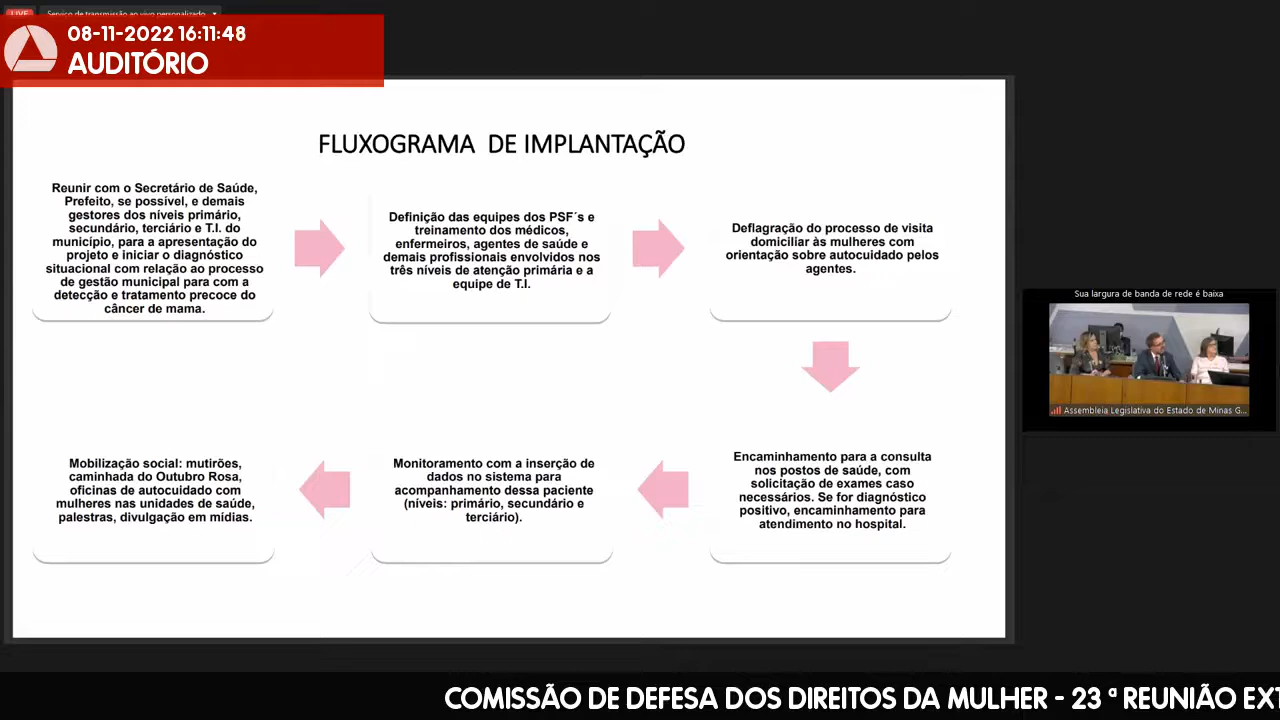 LIVE
Serviço de transmissão ao vivo personalizado
08-11-2022 16:11:48
AUDITÓRIO
FLUXOGRAMA DE IMPLANTAÇÃO
Reunir com o Secretário de Saúde,
Prefeito, se possível, e demais
gestores dos níveis primário,
secundário, terciário e T.I. do
município, para a apresentação do
projeto e iniciar o diagnóstico
situacional com relação ao processo
de gestão municipal para com a
detecção e tratamento precoce do
câncer de mama.
Definição das equipes dos PSF´s e
treinamento dos médicos,
enfermeiros, agentes de saúde e
demais profissionais envolvidos nos
três níveis de atenção primária e a
equipe de T.I.
Deflagração do processo de visita
domiciliar às mulheres com
orientação sobre autocuidado pelos
agentes.
Encaminhamento para a consulta
nos postos de saúde, com
solicitação de exames caso
necessários. Se for diagnóstico
positivo, encaminhamento para
atendimento no hospital.
Monitoramento com a inserção de
dados no sistema para
acompanhamento dessa paciente
(níveis: primário, secundário e
terciário).
Mobilização social: mutirões,
caminhada do Outubro Rosa,
oficinas de autocuidado com
mulheres nas unidades de saúde,
palestras, divulgação em mídias.
Sua largura de banda de rede é baixa
Assembleia Legislativa do Estado de Minas G...
COMISSÃO DE DEFESA DOS DIREITOS DA MULHER - 23 ª REUNIÃO EXT